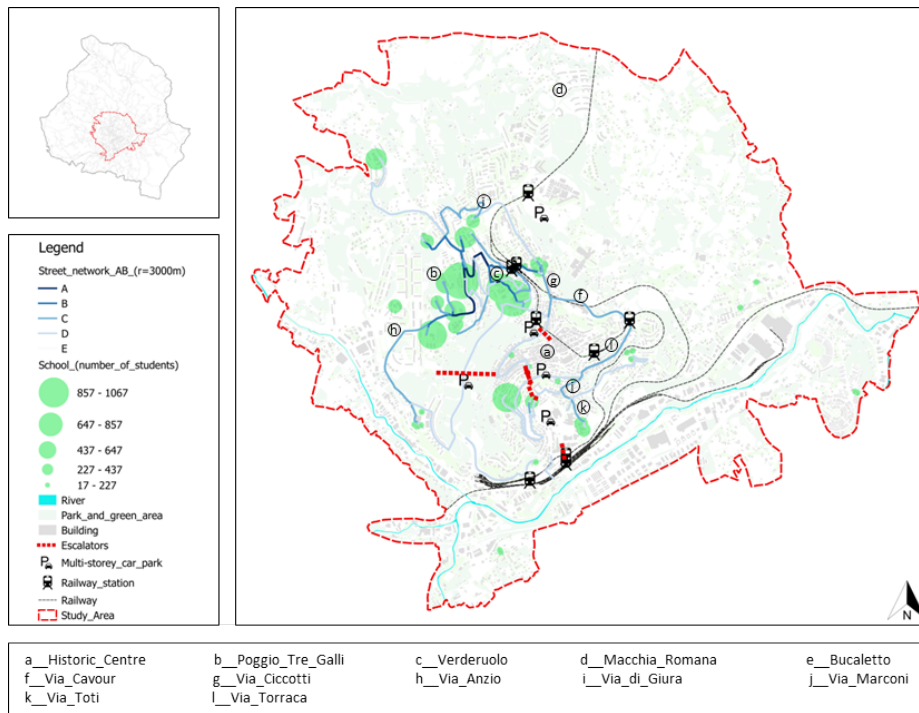 d
P
i
b
c
g
f
h
P
a
P
P
k
P
N
Legend
Street_network_AB_(r=3000m)
A
B
C
D
E
School_(number_of_students)
857 - 1067
647 - 857
437 - 647
227 - 437
17 - 227
River
Park_and_green_area
Building
Escalators
P Multi-storey_car_park
Railway_station
Railway
Study_Area
a__Historic_Centre b__Poggio_Tre_Galli c__Verderuolo d__Macchia_Romana e__Bucaletto
f__Via_Cavour g__Via_Ciccotti h__Via_Anzio i__Via_di_Giura j__Via_Marconi
k__Via_Toti l__Via_Torraca